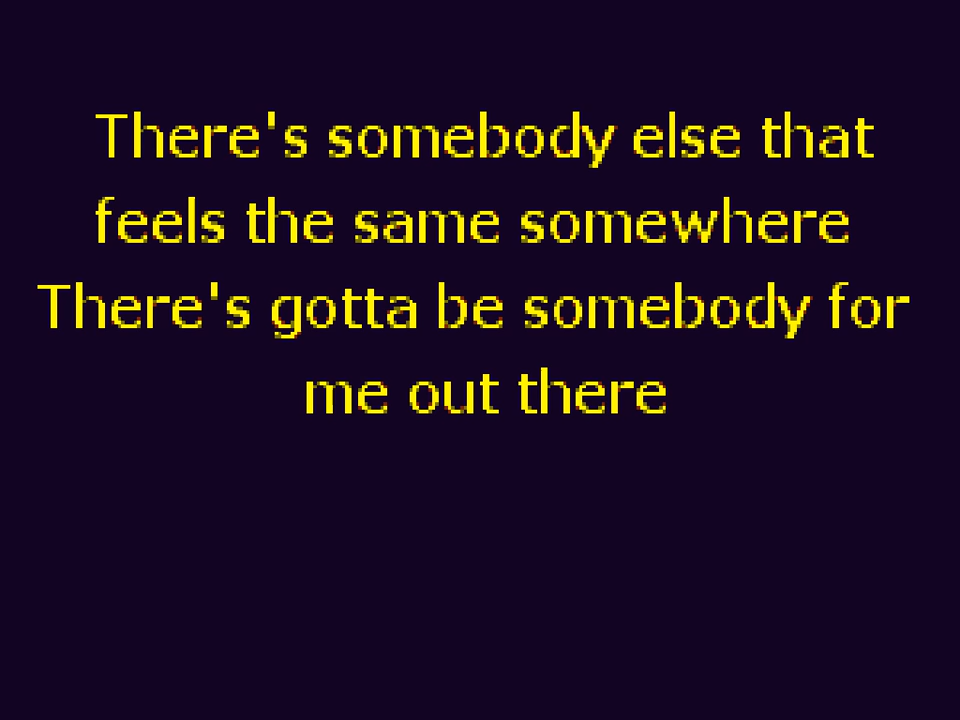 There's somebody else that
feels the same somewhere
There's gotta be somebody for
me out there